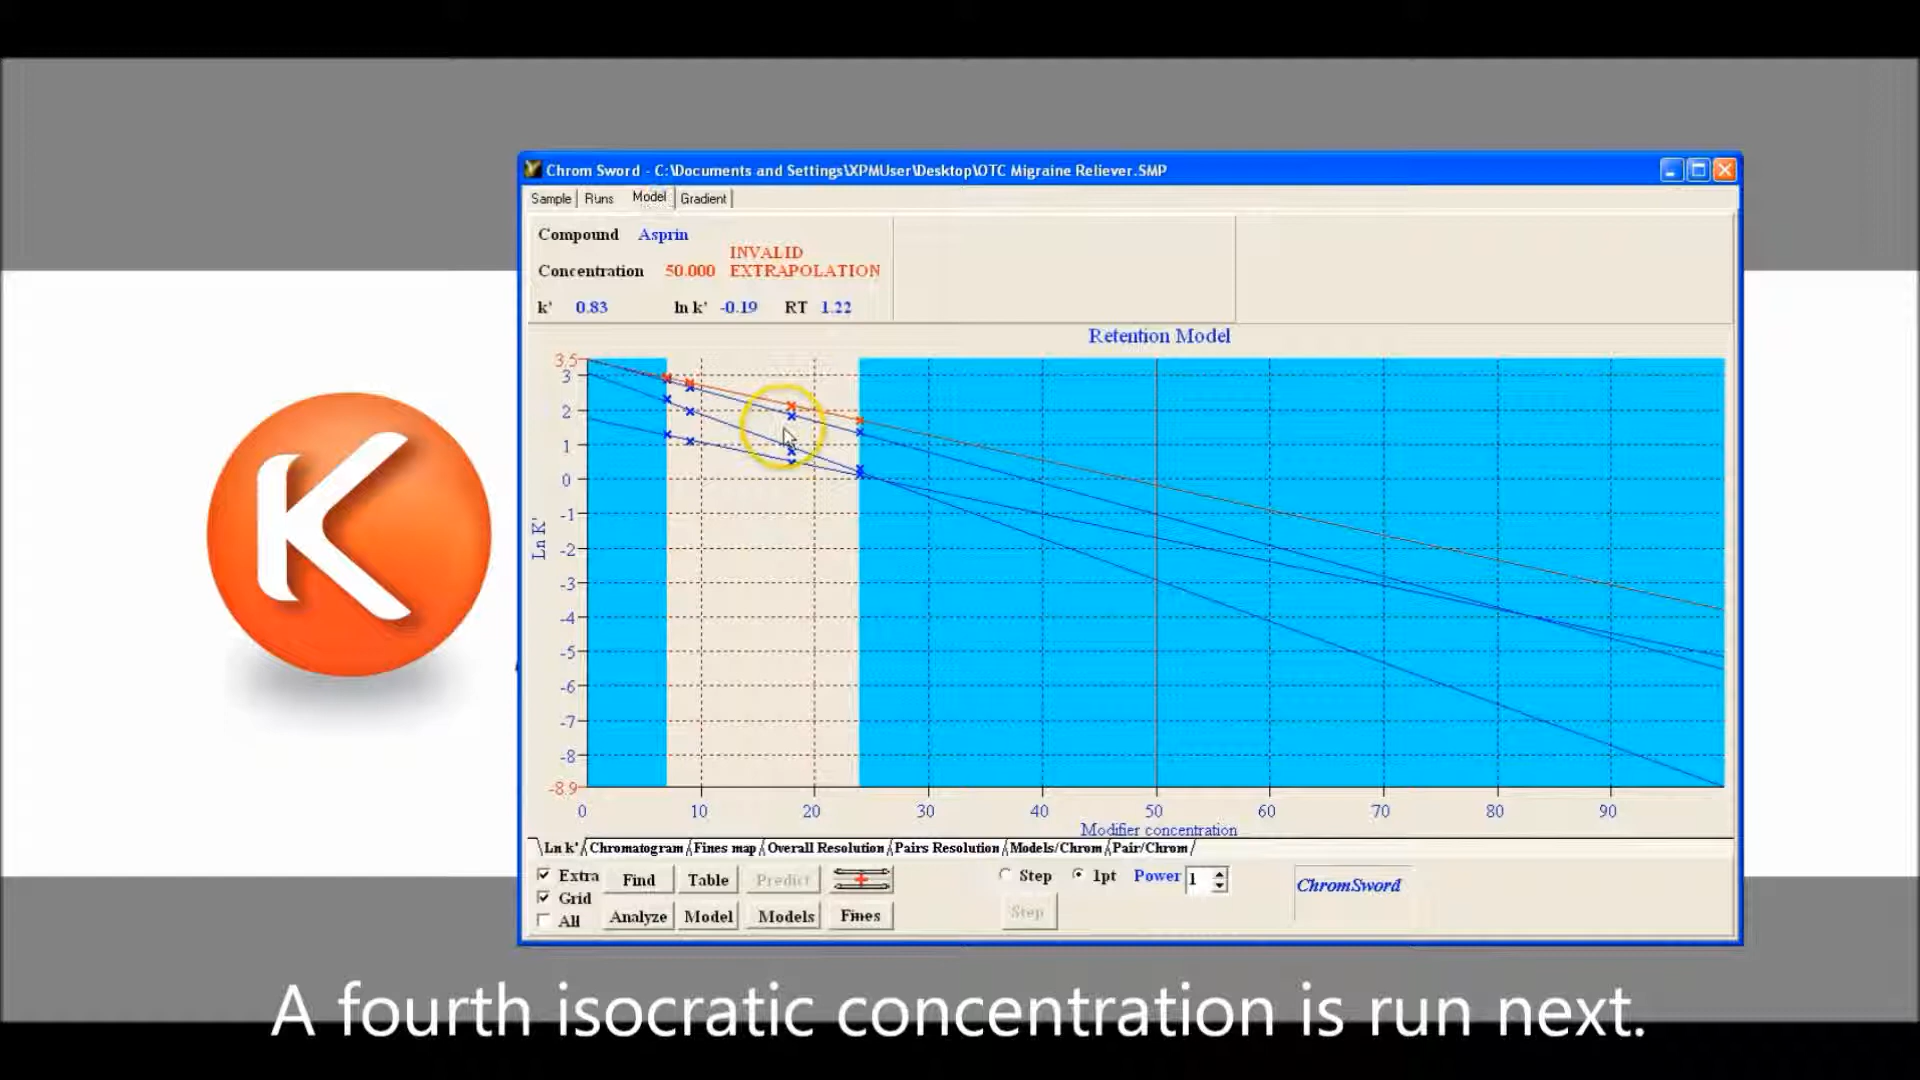 Chrom Sword - C:\Documents and Settings\XPMUser\Desktop\OTC Migraine Reliever.SMP
Sample Runs Model Gradient
Compound Asprin
INVALID
Concentration 50.000 EXTRAPOLATION
k' 0.83 ln k' -0.19 RT 1.22
Retention Model
3.5
3
2
1
0
-1
-2
-3
-4
-5
-6
-7
-8
-8.9
Ln K'
0 10 20 30 40 50 60 70 80 90
Modifier concentration
Ln k' Chromatogram Fines map Overall Resolution Pairs Resolution Models/Chrom Pair/Chrom
Extra Find Table Predict Step 1pt Power 1
Grid
All Analyze Model Models Fines Step
ChromSword
K
A fourth isocratic concentration is run next.